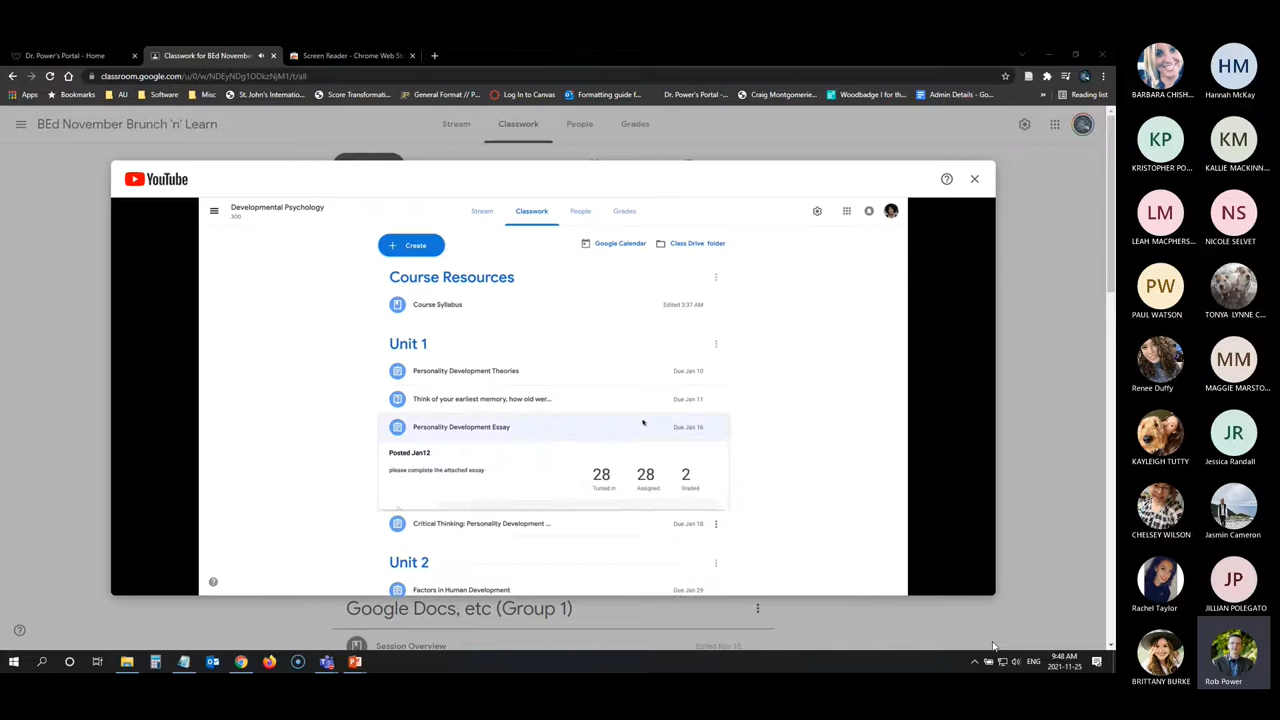 Dr. Power's Portal - Home
Classwork for BEd November
Screen Reader - Chrome Web St
classroom.google.com/u/0/w/NDEyNDg1ODkzNjM1/t/all
Apps
Bookmarks
AU
Software
St. John's Internatio...
Score Transformati...
General Format // P...
Log In to Canvas
Formatting guide f...
Dr. Power's Portal -...
Craig Montgomerie...
Woodbadge I for th...
Admin Details - Go...
Reading list
BEd November Brunch 'n' Learn
Stream
Classwork
People
Grades
YouTube
Developmental Psychology
300
Stream
Classwork
People
Grades
Create
Google Calendar
Class Drive folder
Course Resources
Course Syllabus
Edited 3:37 AM
Unit 1
Personality Development Theories
Due Jan 10
Think of your earliest memory, how old wer...
Due Jan 11
Personality Development Essay
Due Jan 16
Posted Jan12
please complete the attached essay
28
28
2
Turned in
Assigned
Graded
Critical Thinking: Personality Development ...
Due Jan 18
Unit 2
Factors in Human Development
Due Jan 29
Google Docs, etc (Group 1)
Session Overview
Edited Nov 15
ENG
9:48 AM
2021-11-25
BARBARA CHISH...
HM
Hannah McKay
KP
KRISTOPHER PO...
KM
KALLIE MACKINN...
LM
LEAH MACPHERS...
NS
NICOLE SELVET
PW
PAUL WATSON
TONYA LYNNE C...
Renee Duffy
MM
MAGGIE MARSTO...
KAYLEIGH TUTTY
JR
Jessica Randall
CHELSEY WILSON
Jasmin Cameron
Rachel Taylor
JP
JILLIAN POLEGATO
BRITTANY BURKE
Rob Power